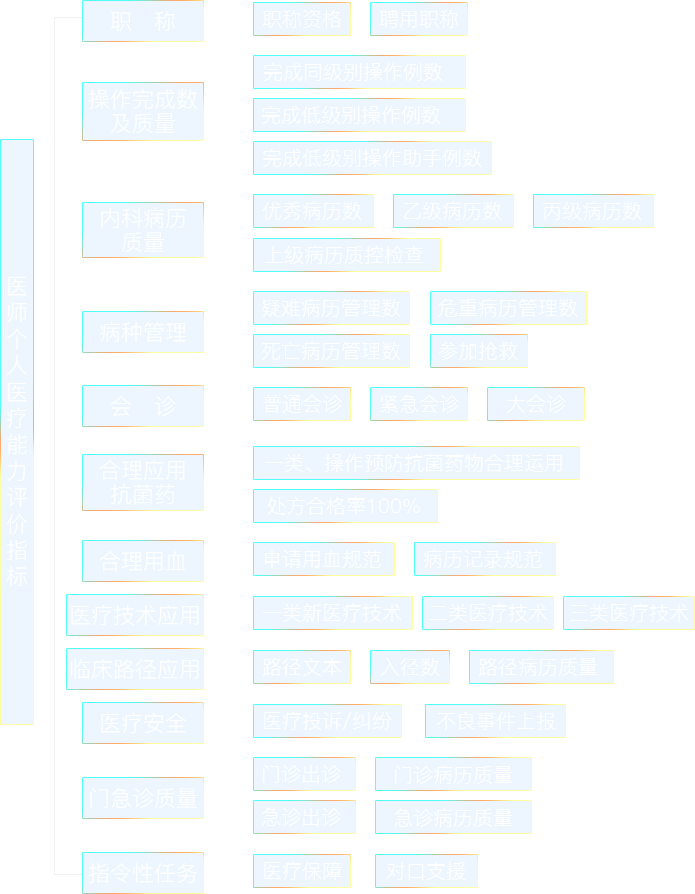 医师个人医疗能力评价指标
职 称
职称资格
聘用职称
操作完成数
及质量
完成同级别操作例数
完成低级别操作例数
完成低级别操作助手例数
内科病历
质量
优秀病历数
乙级病历数
丙级病历数
上级病历质控检查
病种管理
疑难病历管理数
危重病历管理数
死亡病历管理数
参加抢救
会 诊
普通会诊
紧急会诊
大会诊
合理应用
抗菌药
一类、操作预防抗菌药物合理运用
处方合格率100%
合理用血
申请用血规范
病历记录规范
医疗技术应用
一类新医疗技术
二类医疗技术
三类医疗技术
临床路径应用
路径文本
入径数
路径病历质量
医疗安全
医疗投诉/纠纷
不良事件上报
门急诊质量
门诊出诊
门诊病历质量
急诊出诊
急诊病历质量
指令性任务
医疗保障
对口支援